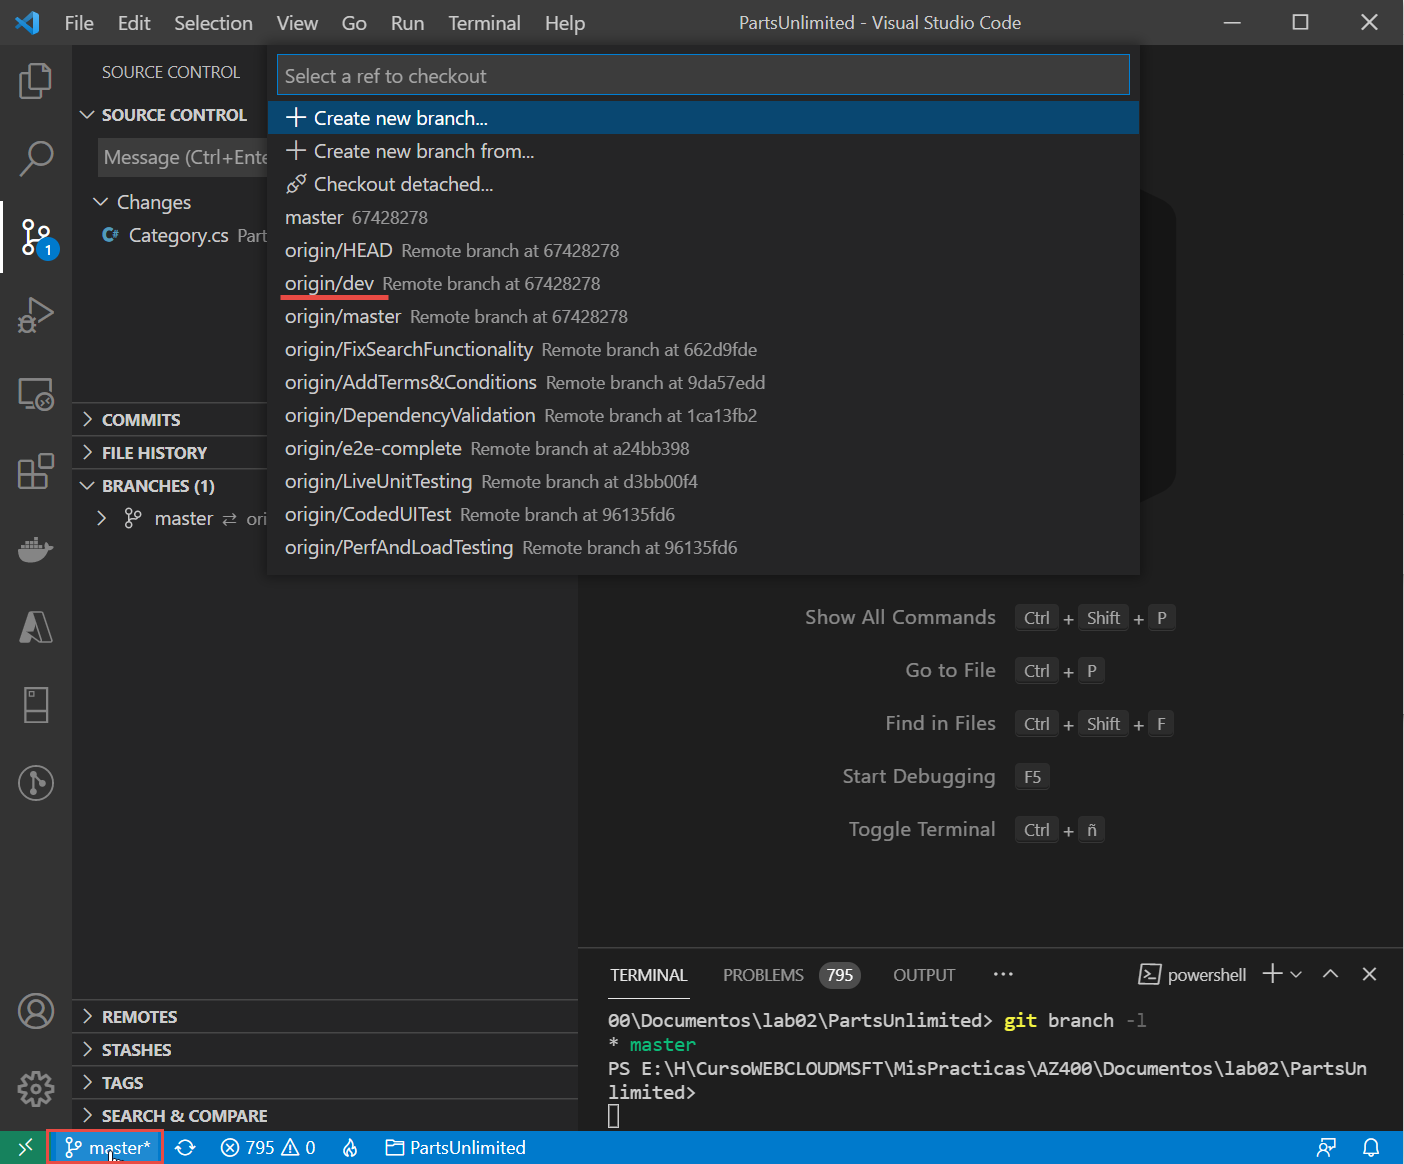 File Edit Selection View Go Run Terminal Help PartsUnlimited - Visual Studio Code
SOURCE CONTROL
SOURCE CONTROL
Message (Ctrl+Ente
Changes
C# Category.cs Part
1
COMMITS
FILE HISTORY
BRANCHES (1)
master ori
Select a ref to checkout
Create new branch...
Create new branch from...
Checkout detached...
master 67428278
origin/HEAD Remote branch at 67428278
origin/dev Remote branch at 67428278
origin/master Remote branch at 67428278
origin/FixSearchFunctionality Remote branch at 662d9fde
origin/AddTerms&Conditions Remote branch at 9da57edd
origin/DependencyValidation Remote branch at 1ca13fb2
origin/e2e-complete Remote branch at a24bb398
origin/LiveUnitTesting Remote branch at d3bb00f4
origin/CodedUITest Remote branch at 96135fd6
origin/PerfAndLoadTesting Remote branch at 96135fd6
Show All Commands Ctrl + Shift + P
Go to File Ctrl + P
Find in Files Ctrl + Shift + F
Start Debugging F5
Toggle Terminal Ctrl + ñ
REMOTES
STASHES
TAGS
SEARCH & COMPARE
TERMINAL PROBLEMS 795 OUTPUT ··· powershell
00\Documentos\lab02\PartsUnlimited> git branch -l
* master
PS E:\H\CursoWEBCLOUDMSFT\MisPracticas\AZ400\Documentos\lab02\PartsUn
limited>
master* 795 0 PartsUnlimited